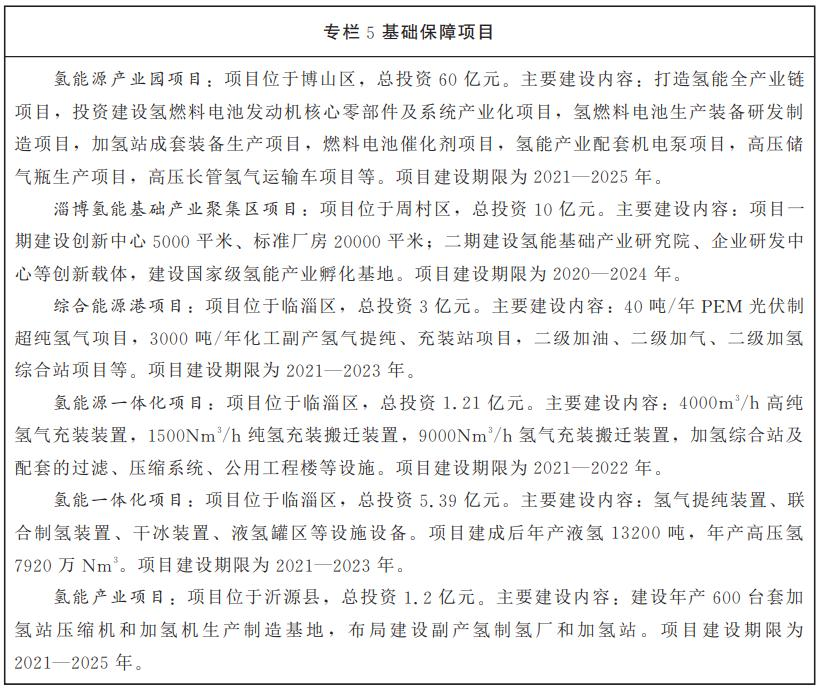 专栏 5 基础保障项目
氢能源产业园项目：项目位于博山区，总投资 60 亿元。主要建设内容：打造氢能全产业链
项目，投资建设氢燃料电池发动机核心零部件及系统产业化项目，氢燃料电池生产装备研发制
造项目，加氢站成套装备生产项目，燃料电池催化剂项目，氢能产业配套机电泵项目，高压储
气瓶生产项目，高压长管氢气运输车项目等。项目建设期限为 2021—2025 年。
淄博氢能基础产业聚集区项目：项目位于周村区，总投资 10 亿元。主要建设内容：项目一
期建设创新中心 5000 平米、标准厂房 20000 平米；二期建设氢能基础产业研究院、企业研发中
心等创新载体，建设国家级氢能产业孵化基地。项目建设期限为 2020—2024 年。
综合能源港项目：项目位于临淄区，总投资 3 亿元。主要建设内容：40 吨/年 PEM 光伏制
超纯氢气项目，3000 吨/年化工副产氢气提纯、充装站项目，二级加油、二级加气、二级加氢
综合站项目等。项目建设期限为 2021—2023 年。
氢能源一体化项目：项目位于临淄区，总投资 1.21 亿元。主要建设内容：4000m³/h 高纯
氢气充装装置，1500Nm³/h 纯氢充装搬迁装置，9000Nm³/h 氢气充装搬迁装置，加氢综合站及
配套的过滤、压缩系统、公用工程楼等设施。项目建设期限为 2021—2022 年。
氢能一体化项目：项目位于临淄区，总投资 5.39 亿元。主要建设内容：氢气提纯装置、联
合制氢装置、干冰装置、液氢罐区等设施设备。项目建成后年产液氢 13200 吨，年产高压氢
7920 万 Nm³。项目建设期限为 2021—2023 年。
氢能产业项目：项目位于沂源县，总投资 1.2 亿元。主要建设内容：建设年产 600 台套加
氢站压缩机和加氢机生产制造基地，布局建设副产氢制氢厂和加氢站。项目建设期限为
2021—2025 年。